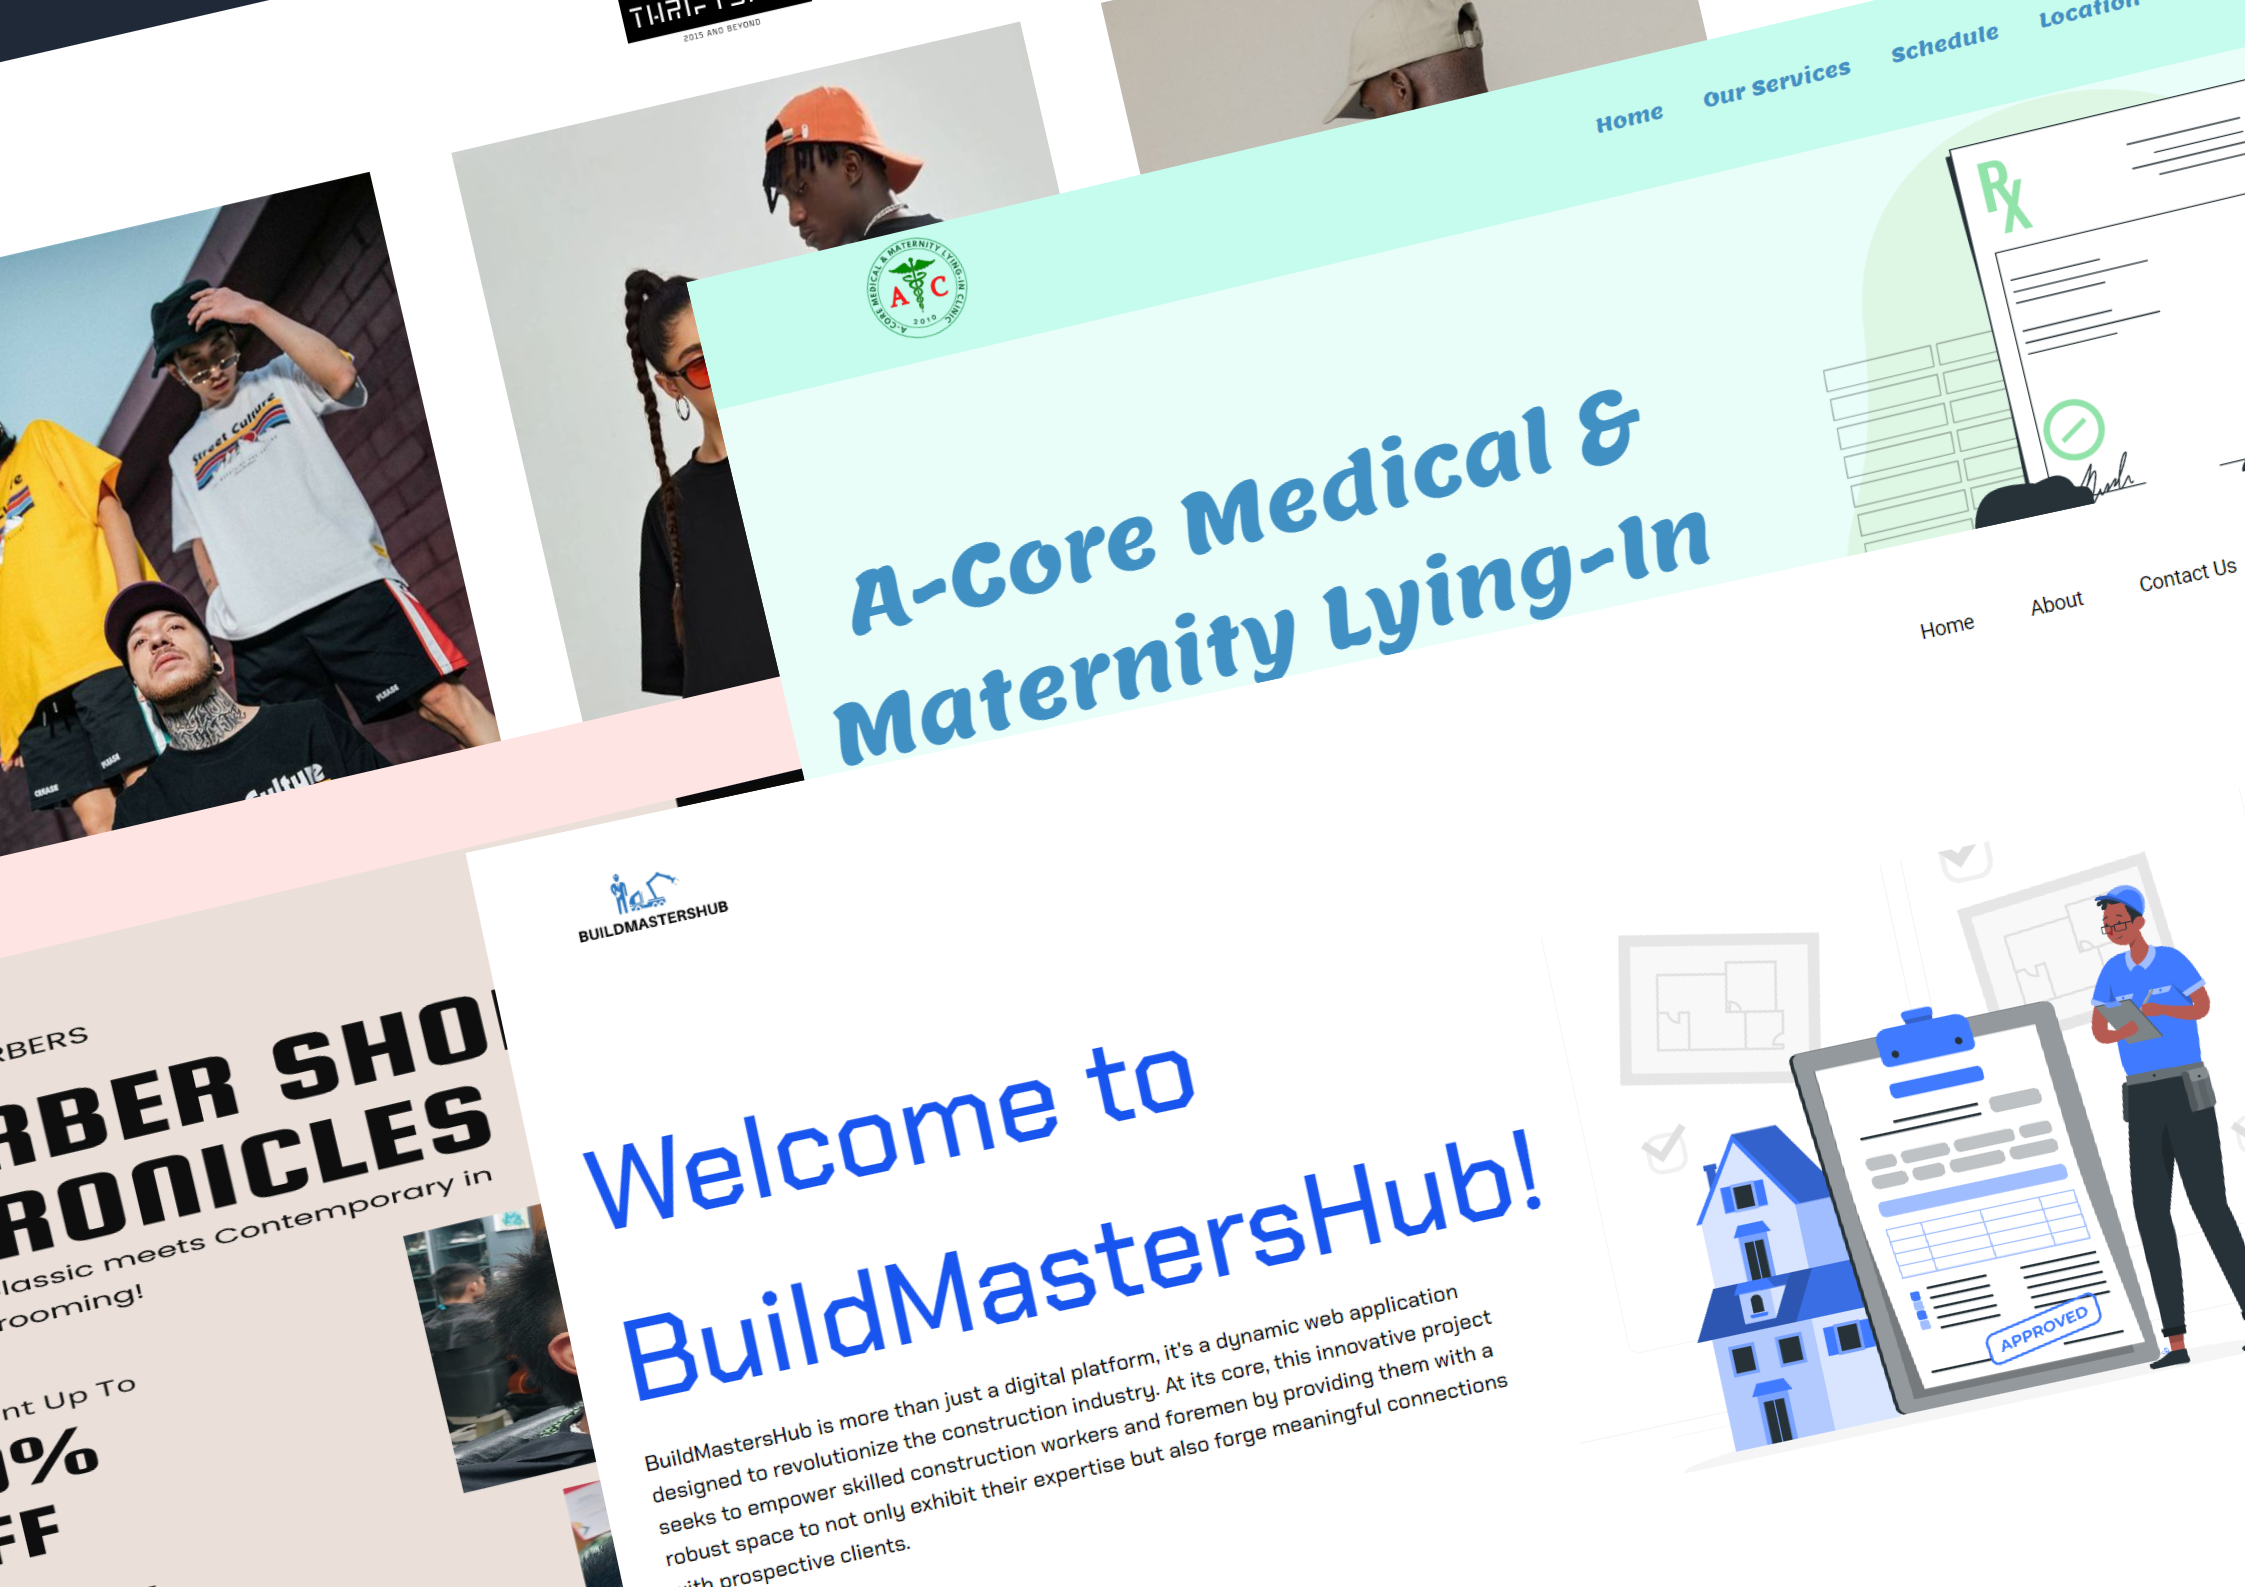 2015 AND BEYOND
Street Culture
PLEASE
PLEASE
CEEASE
Culture
Home
Our Services
Schedule
Location
A-CORE MEDICAL & MATERNITY LYING-IN CLINIC
A C
2010
Rx
A-Core Medical &
Maternity Lying-In
Home
About
Contact Us
BUILDMASTERSHUB
Welcome to
BuildMastersHub!
BuildMastersHub is more than just a digital platform, it's a dynamic web application
designed to revolutionize the construction industry. At its core, this innovative project
seeks to empower skilled construction workers and foremen by providing them with a
robust space to not only exhibit their expertise but also forge meaningful connections
with prospective clients.
APPROVED
RBERS
RBER SHO
RONICLES
lassic meets Contemporary in
rooming!
nt Up To
%
FF